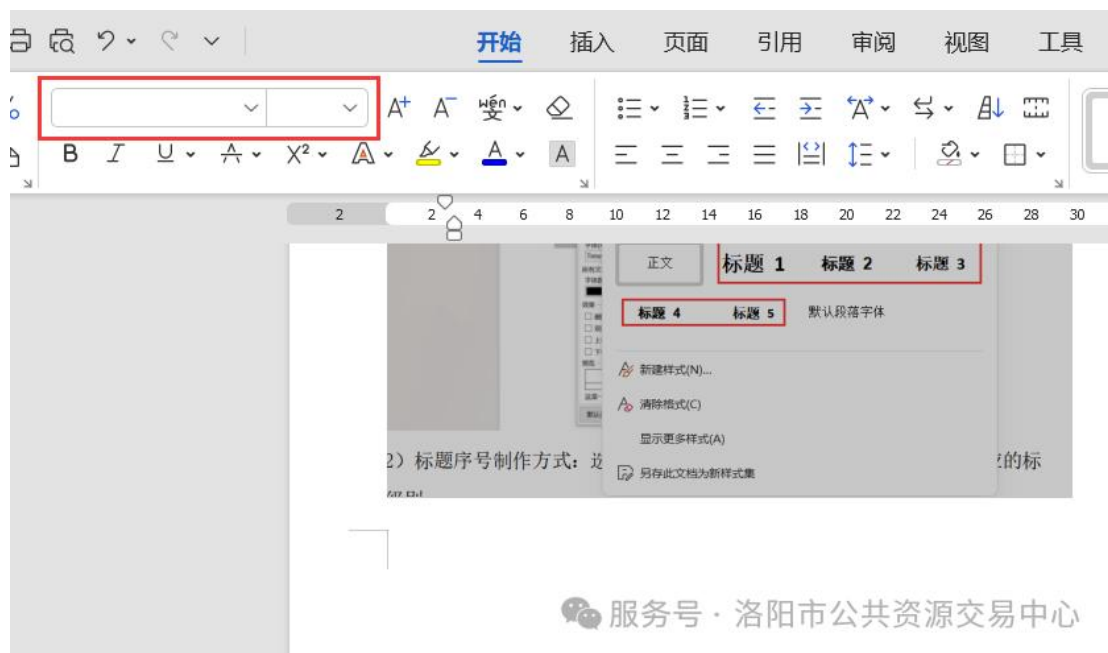 开始 插入 页面 引用 审阅 视图 工具
A+ A- wén 变
B I U A X² A A A
2 2 4 6 8 10 12 14 16 18 20 22 24 26 28 30
正文 标题 1 标题 2 标题 3
标题 4 标题 5 默认段落字体
新建样式(N)...
清除格式(C)
显示更多样式(A)
2）标题序号制作方式：
的标
另存此文档为新样式集
服务号 · 洛阳市公共资源交易中心